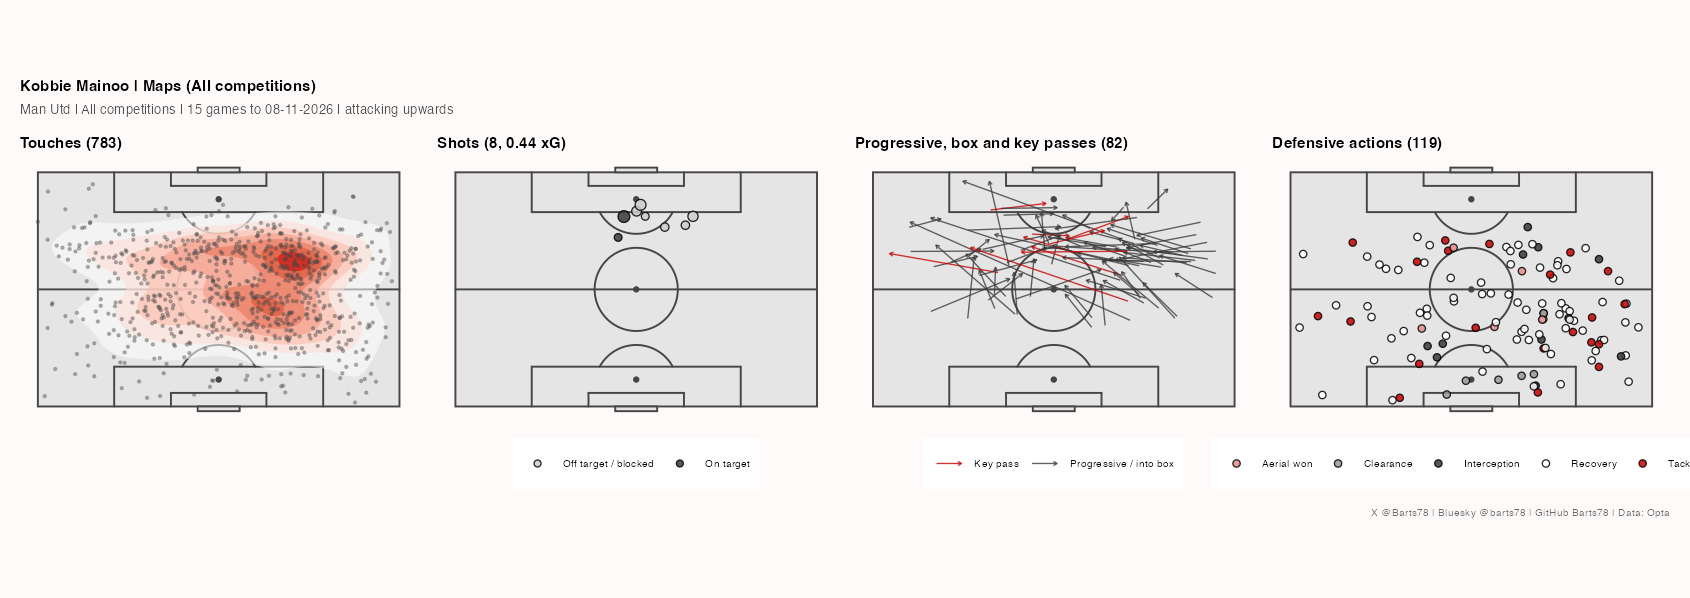 Kobbie Mainoo | Maps (All competitions)
Man Utd | All competitions | 15 games to 08-11-2026 | attacking upwards
Touches (783)
Shots (8, 0.44 xG)
Progressive, box and key passes (82)
Defensive actions (119)
Off target / blocked
On target
Key pass
Progressive / into box
Aerial won
Clearance
Interception
Recovery
Tack
X @Barts78 | Bluesky @barts78 | GitHub Barts78 | Data: Opta